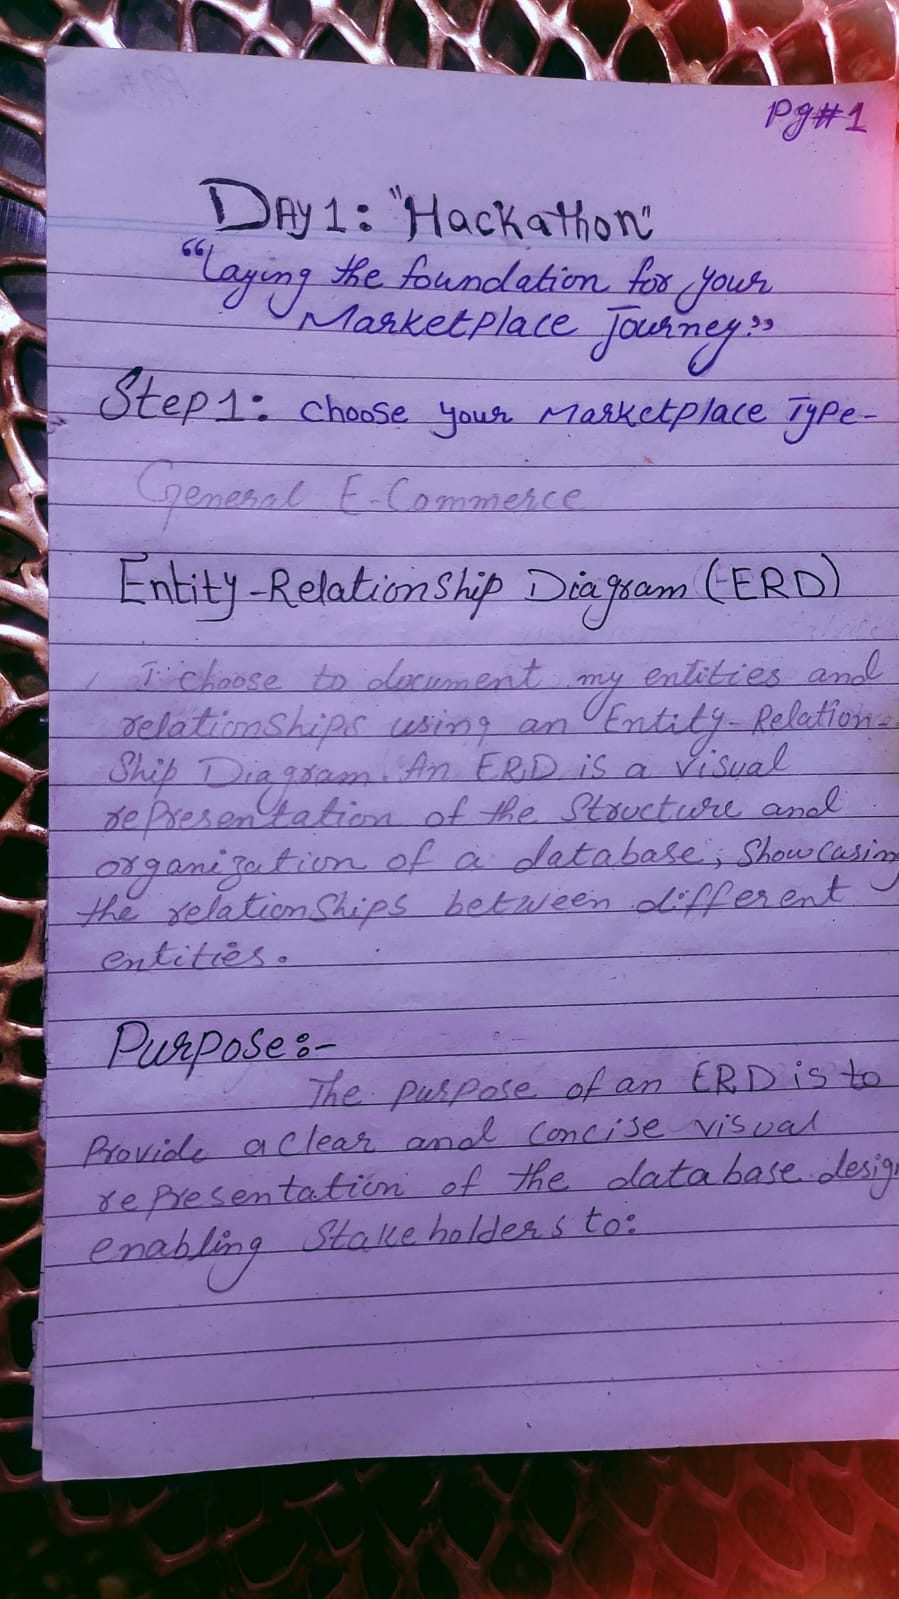 Pg#1
Day 1: "Hackathon"
"Laying the foundation for your
Marketplace Journey."
Step 1: Choose your Marketplace Type-
General E-Commerce
Entity-Relationship Diagram (ERD)
I choose to document my entities and
relationships using an Entity-Relation-
Ship Diagram. An ERD is a visual
representation of the Structure and
organization of a database, Showcasing
the relationships between different
entities.
Purpose:-
The purpose of an ERD is to
Provide a clear and concise visual
representation of the database desig
enabling Stakeholders to: